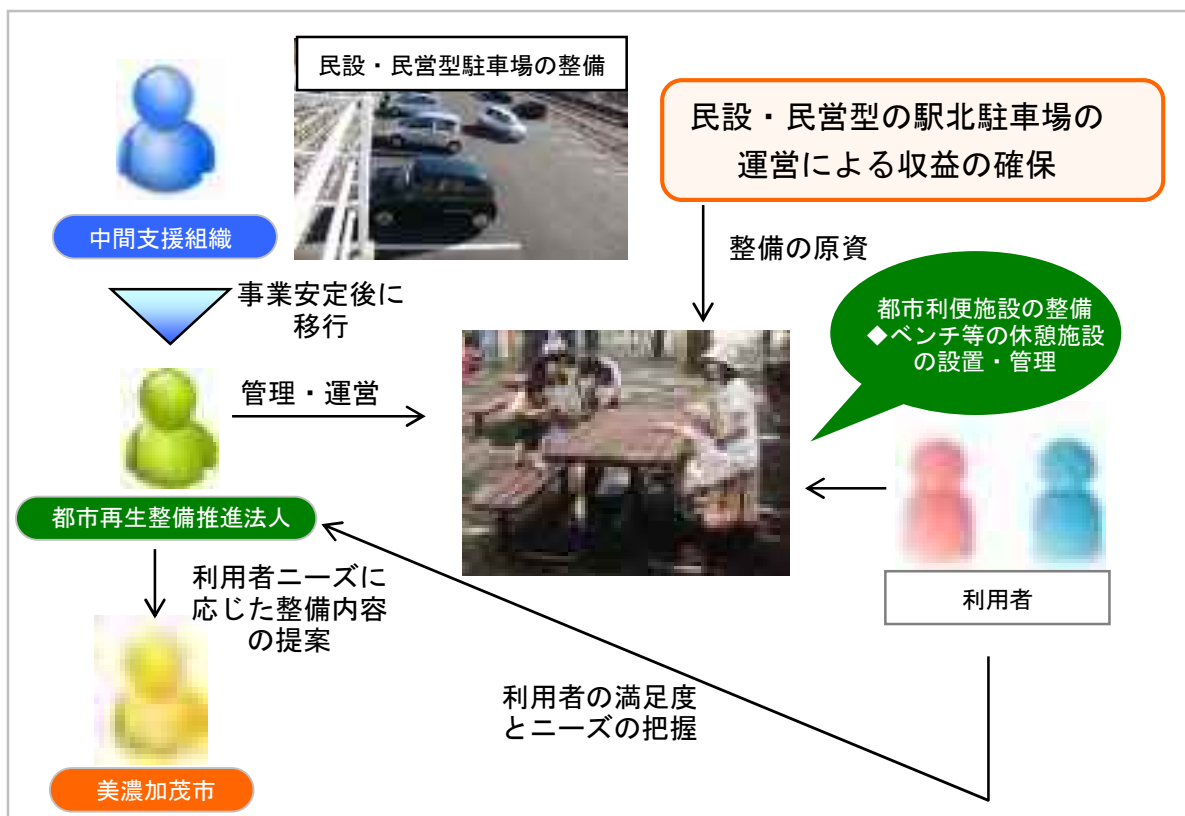 民設・民営型駐車場の整備
民設・民営型の駅北駐車場の
運営による収益の確保
中間支援組織
整備の原資
事業安定後に
移行
都市利便施設の整備
◆ベンチ等の休憩施設
の設置・管理
管理・運営
都市再生整備推進法人
利用者ニーズに
応じた整備内容
の提案
利用者
利用者の満足度
とニーズの把握
美濃加茂市